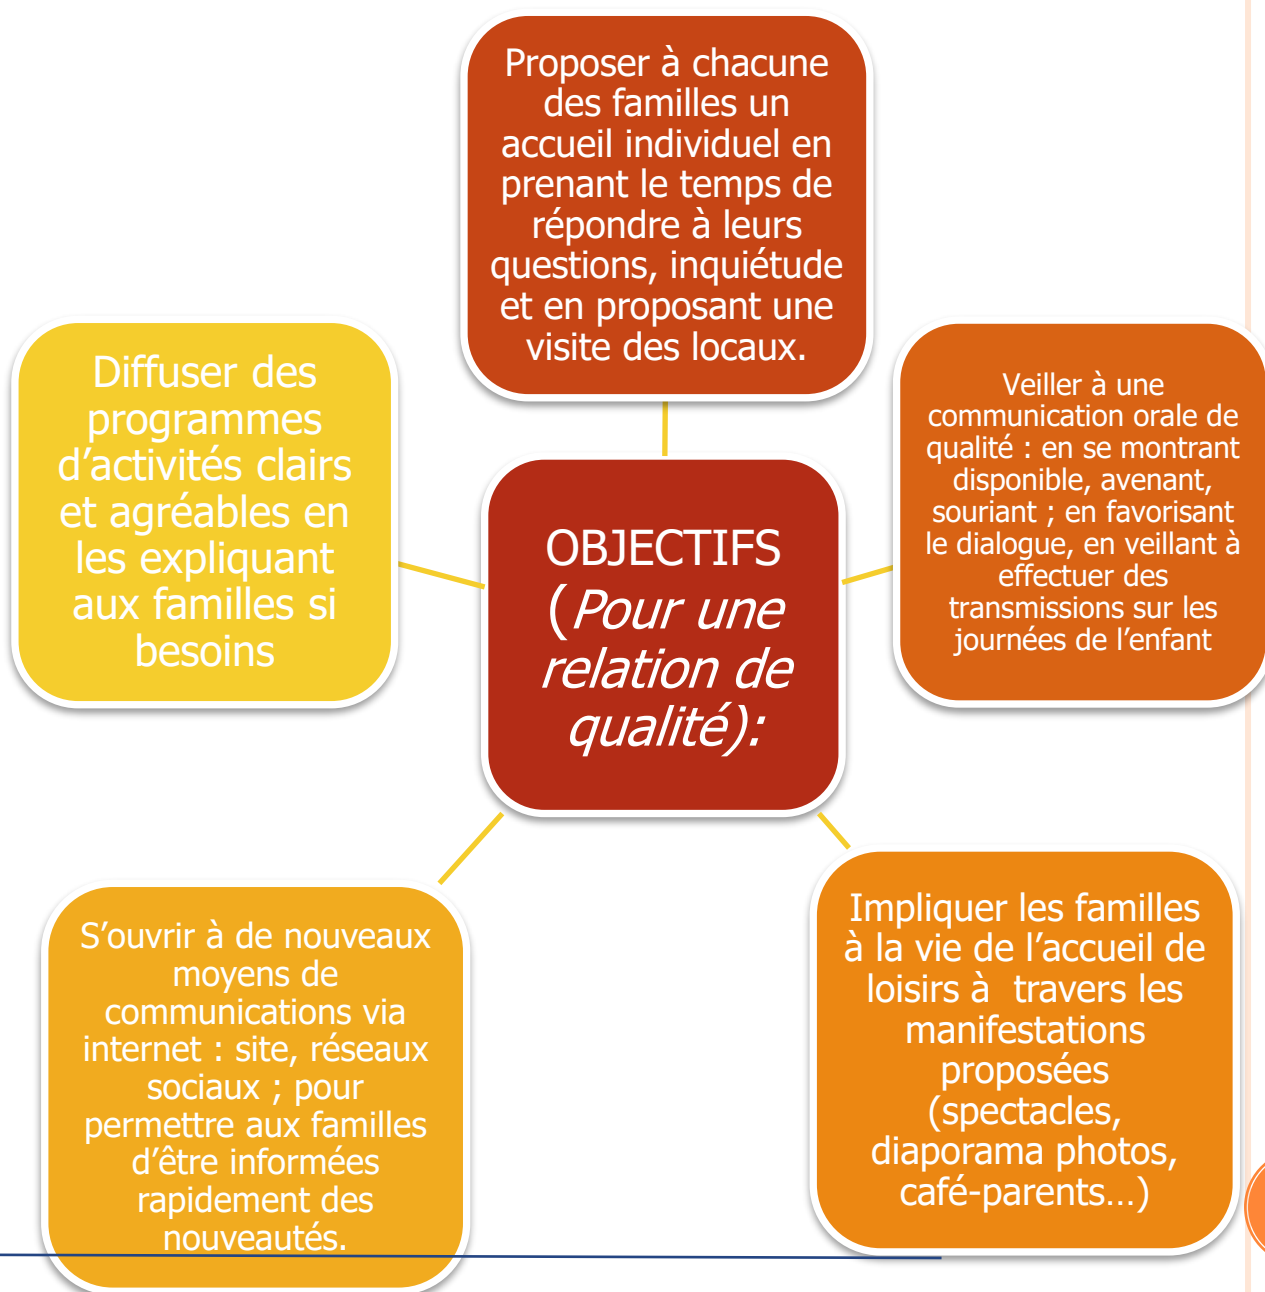 Proposer à chacune
des familles un
accueil individuel en
prenant le temps de
répondre à leurs
questions, inquiétude
et en proposant une
visite des locaux.
Diffuser des
programmes
d’activités clairs
et agréables en
les expliquant
aux familles si
besoins
Veiller à une
communication orale de
qualité : en se montrant
disponible, avenant,
souriant ; en favorisant
le dialogue, en veillant à
effectuer des
transmissions sur les
journées de l’enfant
OBJECTIFS
(Pour une
relation de
qualité):
S’ouvrir à de nouveaux
moyens de
communications via
internet : site, réseaux
sociaux ; pour
permettre aux familles
d’être informées
rapidement des
nouveautés.
Impliquer les familles
à la vie de l’accueil de
loisirs à  travers les
manifestations
proposées
(spectacles,
diaporama photos,
café-parents…)